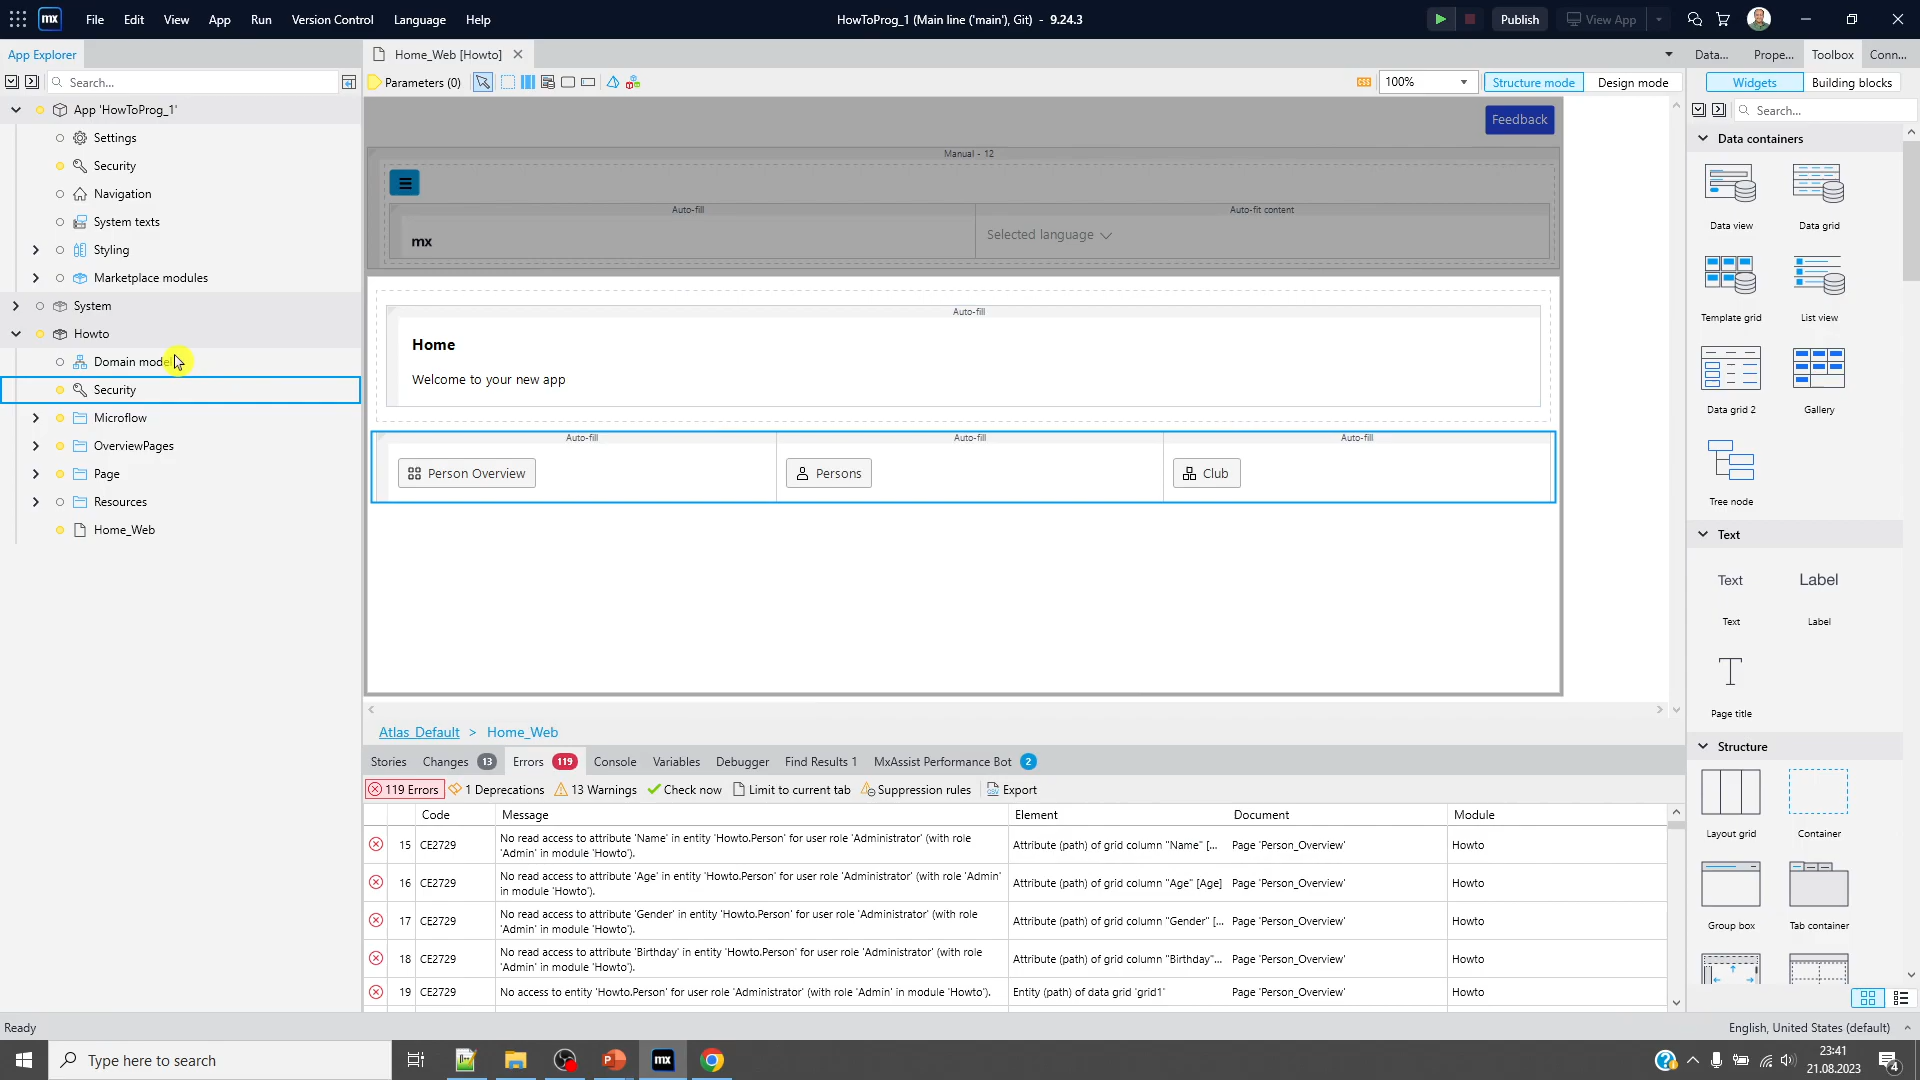 mx File Edit View App Run Version Control Language Help HowToProg_1 (Main line ('main'), Git) - 9.24.3 Publish View App
App Explorer Home_Web [Howto] Data... Prope... Toolbox Conn...
Search... Parameters (0) 100% Structure mode Design mode Widgets Building blocks
Search...
App 'HowToProg_1'
Settings
Security
Navigation
System texts
Styling
Marketplace modules
System
Howto
Domain model
Security
Microflow
OverviewPages
Page
Resources
Home_Web
Feedback
Manual - 12
Auto-fill Auto-fit content
mx Selected language
Auto-fill
Home
Welcome to your new app
Auto-fill Auto-fill Auto-fill
Person Overview Persons Club
Data containers
Data view Data grid
Template grid List view
Data grid 2 Gallery
Tree node
Text
Text Label
Text Label
Page title
Structure
Layout grid Container
Group box Tab container
Atlas_Default > Home_Web
Stories Changes 13 Errors 119 Console Variables Debugger Find Results 1 MxAssist Performance Bot 2
119 Errors 1 Deprecations 13 Warnings Check now Limit to current tab Suppression rules Export
Code Message Element Document Module
15 CE2729 No read access to attribute 'Name' in entity 'Howto.Person' for user role 'Administrator' (with role 'Admin' in module 'Howto'). Attribute (path) of grid column "Name" [... Page 'Person_Overview' Howto
16 CE2729 No read access to attribute 'Age' in entity 'Howto.Person' for user role 'Administrator' (with role 'Admin' in module 'Howto'). Attribute (path) of grid column "Age" [Age] Page 'Person_Overview' Howto
17 CE2729 No read access to attribute 'Gender' in entity 'Howto.Person' for user role 'Administrator' (with role 'Admin' in module 'Howto'). Attribute (path) of grid column "Gender" [... Page 'Person_Overview' Howto
18 CE2729 No read access to attribute 'Birthday' in entity 'Howto.Person' for user role 'Administrator' (with role 'Admin' in module 'Howto'). Attribute (path) of grid column "Birthday"... Page 'Person_Overview' Howto
19 CE2729 No access to entity 'Howto.Person' for user role 'Administrator' (with role 'Admin' in module 'Howto'). Entity (path) of data grid 'grid1' Page 'Person_Overview' Howto
Ready English, United States (default)
Type here to search mx 23:41
21.08.2023 4